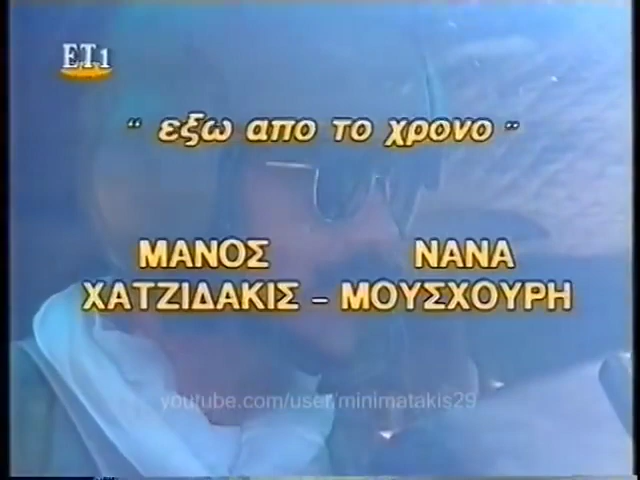 ET1
“ εξω απο το χρονο ”
ΜΑΝΟΣ ΝΑΝΑ
ΧΑΤΖΙΔΑΚΙΣ – ΜΟΥΣΧΟΥΡΗ
youtube.com/user/minimatakis29